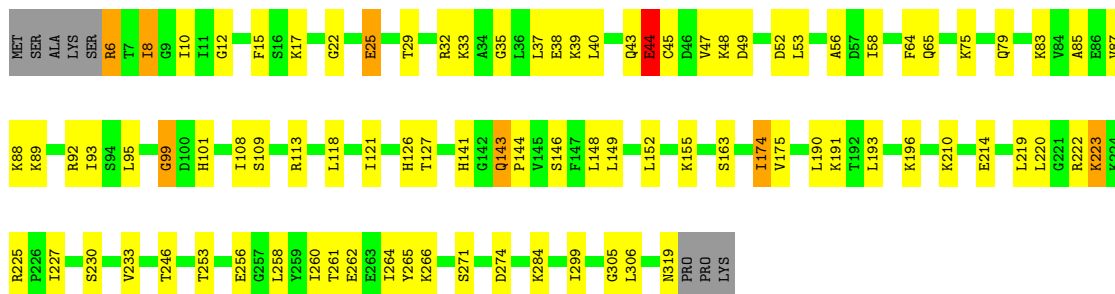 MET SER ALA LYS SER R6 T7 I8 G9 I10 I11 G12 F15 S16 K17 G22 E25 T29 R32 K33 A34 G35 L36 L37 E38 K39 L40 Q43 E44 C45 D46 V47 K48 D49 D52 L53 A56 D57 I58 F64 Q65 K75 Q79 K83 V84 A85 E86 V87
K88 K89 R92 I93 S94 L95 G99 D100 H101 I108 S109 R113 L118 I121 H126 T127 H141 G142 Q143 P144 V145 S146 F147 L148 L149 L152 K155 S163 I174 V175 L190 K191 T192 L193 K196 K210 E214 L219 L220 G221 R222 K223 K224
R225 P226 I227 S230 V233 T246 T253 E256 G257 L258 Y259 I260 T261 E262 E263 I264 Y265 K266 S271 D274 K284 I299 G305 L306 N319 PRO PRO LYS